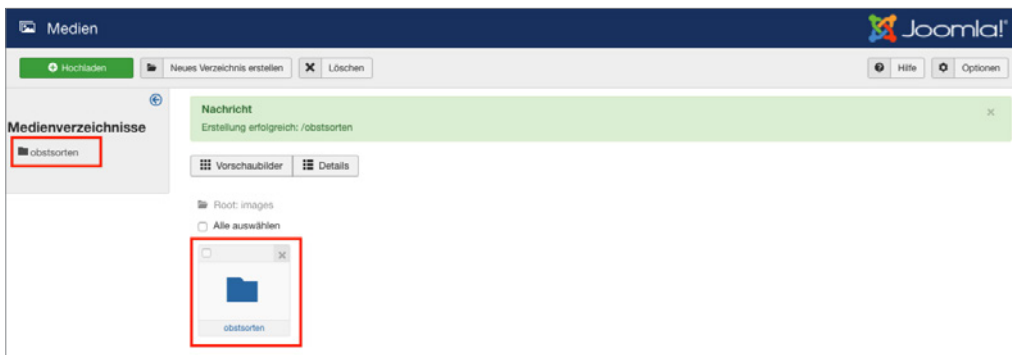 Medien
Joomla!
Hochladen
Neues Verzeichnis erstellen
Löschen
Hilfe
Optionen
Medienverzeichnisse
obstsorten
Nachricht
Erstellung erfolgreich: /obstsorten
Vorschaubilder
Details
Root: images
Alle auswählen
obstsorten